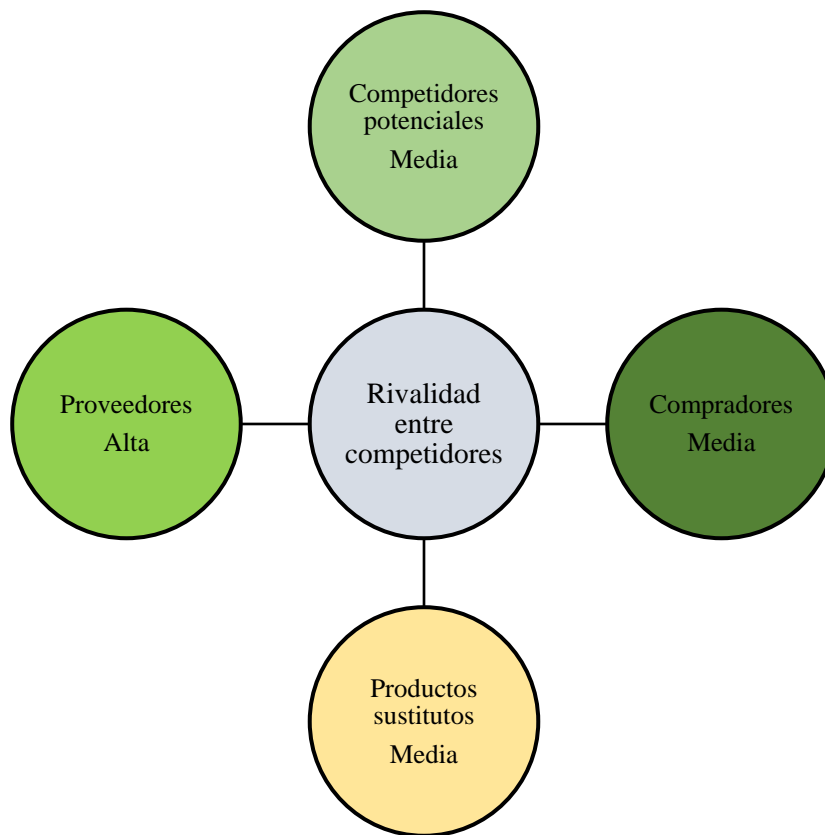 Competidores
potenciales
Media
Proveedores
Alta
Rivalidad
entre
competidores
Compradores
Media
Productos
sustitutos
Media